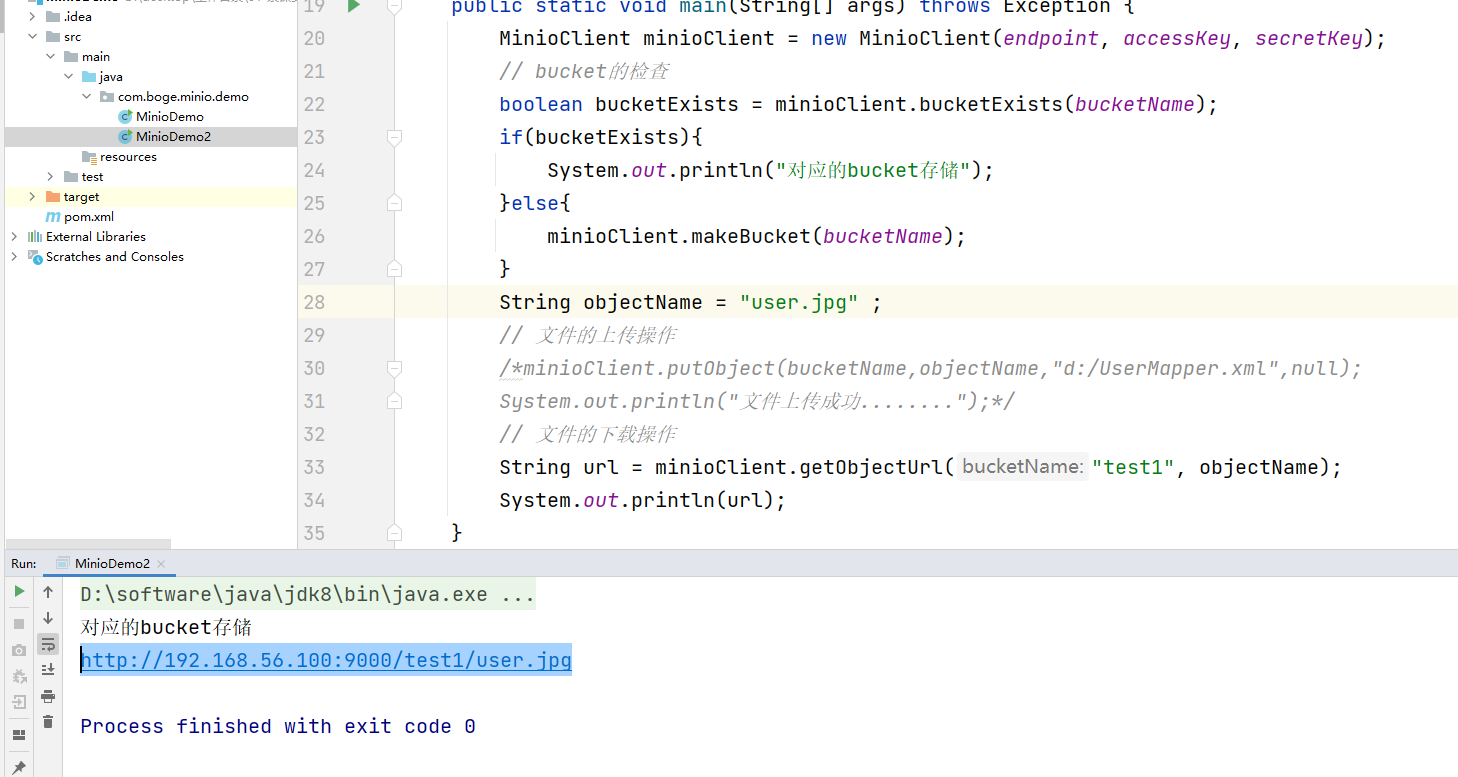 .idea
src
main
java
com.boge.minio.demo
MinioDemo
MinioDemo2
resources
test
target
pom.xml
External Libraries
Scratches and Consoles
19 public static void main(String[] args) throws Exception {
20 MinioClient minioClient = new MinioClient(endpoint, accessKey, secretKey);
21 // bucket的检查
22 boolean bucketExists = minioClient.bucketExists(bucketName);
23 if(bucketExists){
24 System.out.println("对应的bucket存储");
25 }else{
26 minioClient.makeBucket(bucketName);
27 }
28 String objectName = "user.jpg" ;
29 // 文件的上传操作
30 /*minioClient.putObject(bucketName,objectName,"d:/UserMapper.xml",null);
31 System.out.println("文件上传成功........");*/
32 // 文件的下载操作
33 String url = minioClient.getObjectUrl( bucketName: "test1", objectName);
34 System.out.println(url);
35 }
Run: MinioDemo2
D:\software\java\jdk8\bin\java.exe ...
对应的bucket存储
http://192.168.56.100:9000/test1/user.jpg
Process finished with exit code 0